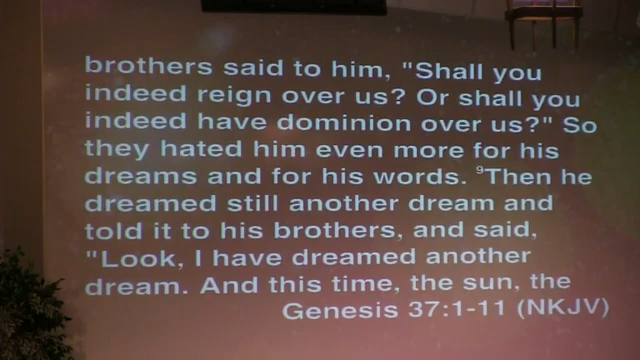 brothers said to him, "Shall you
indeed reign over us? Or shall you
indeed have dominion over us?" So
they hated him even more for his
dreams and for his words. ⁹Then he
dreamed still another dream and
told it to his brothers, and said,
"Look, I have dreamed another
dream. And this time, the sun, the
Genesis 37:1-11 (NKJV)